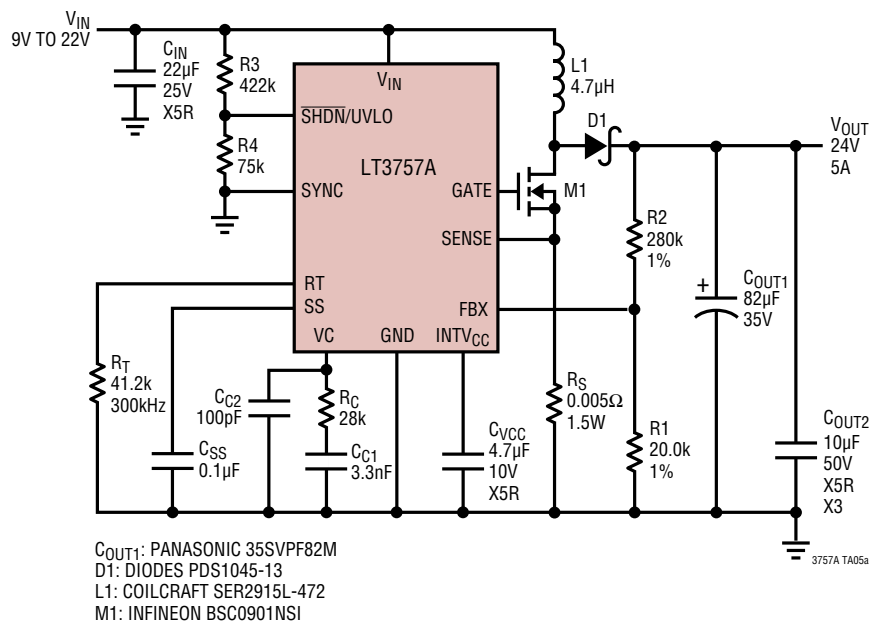 VIN
9V TO 22V
CIN
22µF
25V
X5R
R3
422k
R4
75k
VIN
SHDN/UVLO
LT3757A
SYNC
GATE
SENSE
RT
SS
FBX
VC
GND
INTVCC
L1
4.7µH
D1
M1
VOUT
24V
5A
R2
280k
1%
COUT1
+
82µF
35V
RT
41.2k
300kHz
CSS
0.1µF
CC2
100pF
RC
28k
CC1
3.3nF
CVCC
4.7µF
10V
X5R
RS
0.005Ω
1.5W
R1
20.0k
1%
COUT2
10µF
50V
X5R
X3
3757A TA05a
COUT1: PANASONIC 35SVPF82M
D1: DIODES PDS1045-13
L1: COILCRAFT SER2915L-472
M1: INFINEON BSC0901NSI